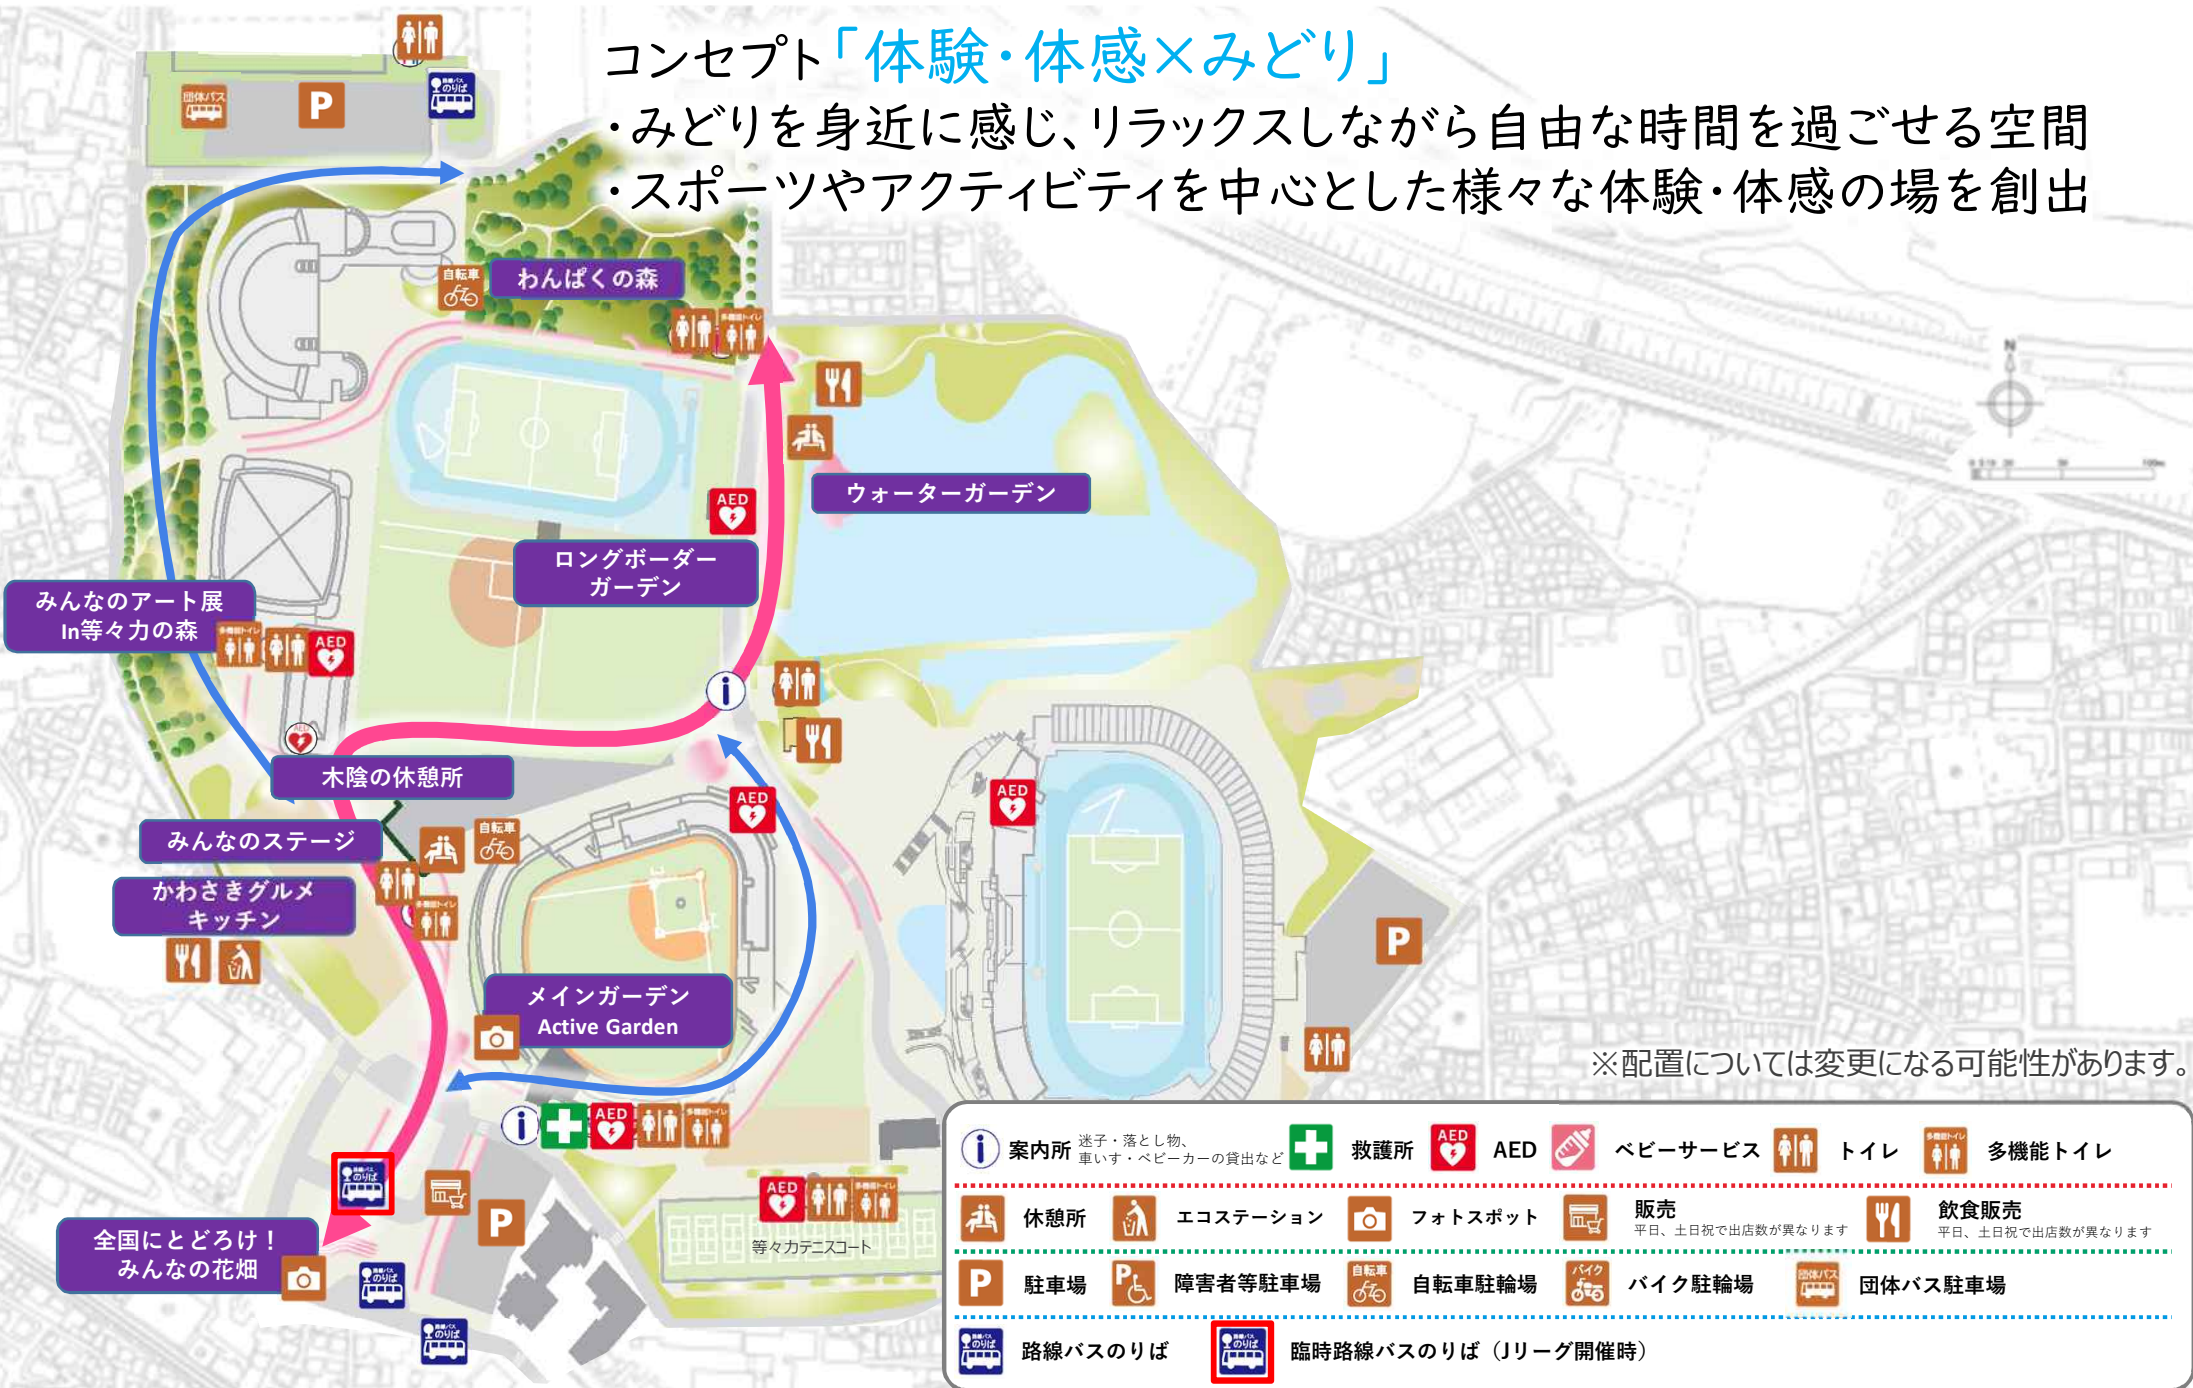 コンセプト「体験・体感×みどり」
・みどりを身近に感じ、リラックスしながら自由な時間を過ごせる空間
・スポーツやアクティビティを中心とした様々な体験・体感の場を創出
団体バス
P
路線バス
のりば
自転車
わんぱくの森
多機能トイレ
N
ウォーターガーデン
AED
ロングボーダー
ガーデン
みんなのアート展
In等々力の森
多機能トイレ
AED
i
AED
木陰の休憩所
AED
AED
みんなのステージ
自転車
かわさきグルメ
キッチン
多機能トイレ
P
メインガーデン
Active Garden
※配置については変更になる可能性があります。
i
AED
多機能トイレ
路線バス
のりば
P
AED
多機能トイレ
等々力テニスコート
全国にとどろけ！
みんなの花畑
路線バス
のりば
路線バス
のりば
i 案内所 迷子・落とし物、
車いす・ベビーカーの貸出など
救護所
AED AED
ベビーサービス
トイレ
多機能トイレ 多機能トイレ
休憩所
エコステーション
フォトスポット
販売
平日、土日祝で出店数が異なります
飲食販売
平日、土日祝で出店数が異なります
P 駐車場
P 障害者等駐車場
自転車 自転車駐輪場
バイク バイク駐輪場
団体バス 団体バス駐車場
路線バス のりば 路線バスのりば
路線バス のりば 臨時路線バスのりば（Jリーグ開催時）